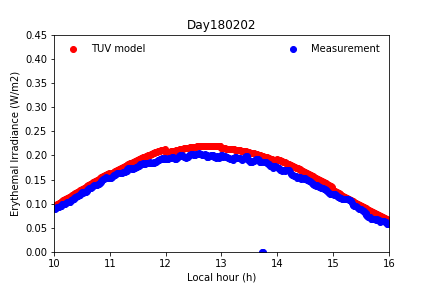 Day180202
TUV model
Measurement
Erythemal Irradiance (W/m2)
0.45
0.40
0.35
0.30
0.25
0.20
0.15
0.10
0.05
0.00
10 11 12 13 14 15 16
Local hour (h)